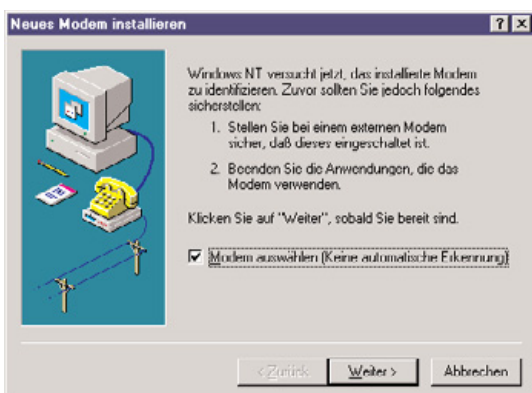 Neues Modem installieren
Windows NT versucht jetzt, das installierte Modem
zu identifizieren. Zuvor sollten Sie jedoch folgendes
sicherstellen:
1. Stellen Sie bei einem externen Modem
sicher, daß dieses eingeschaltet ist.
2. Beenden Sie die Anwendungen, die das
Modem verwenden.
Klicken Sie auf "Weiter", sobald Sie bereit sind.
Modem auswählen (Keine automatische Erkennung)
< Zurück Weiter > Abbrechen